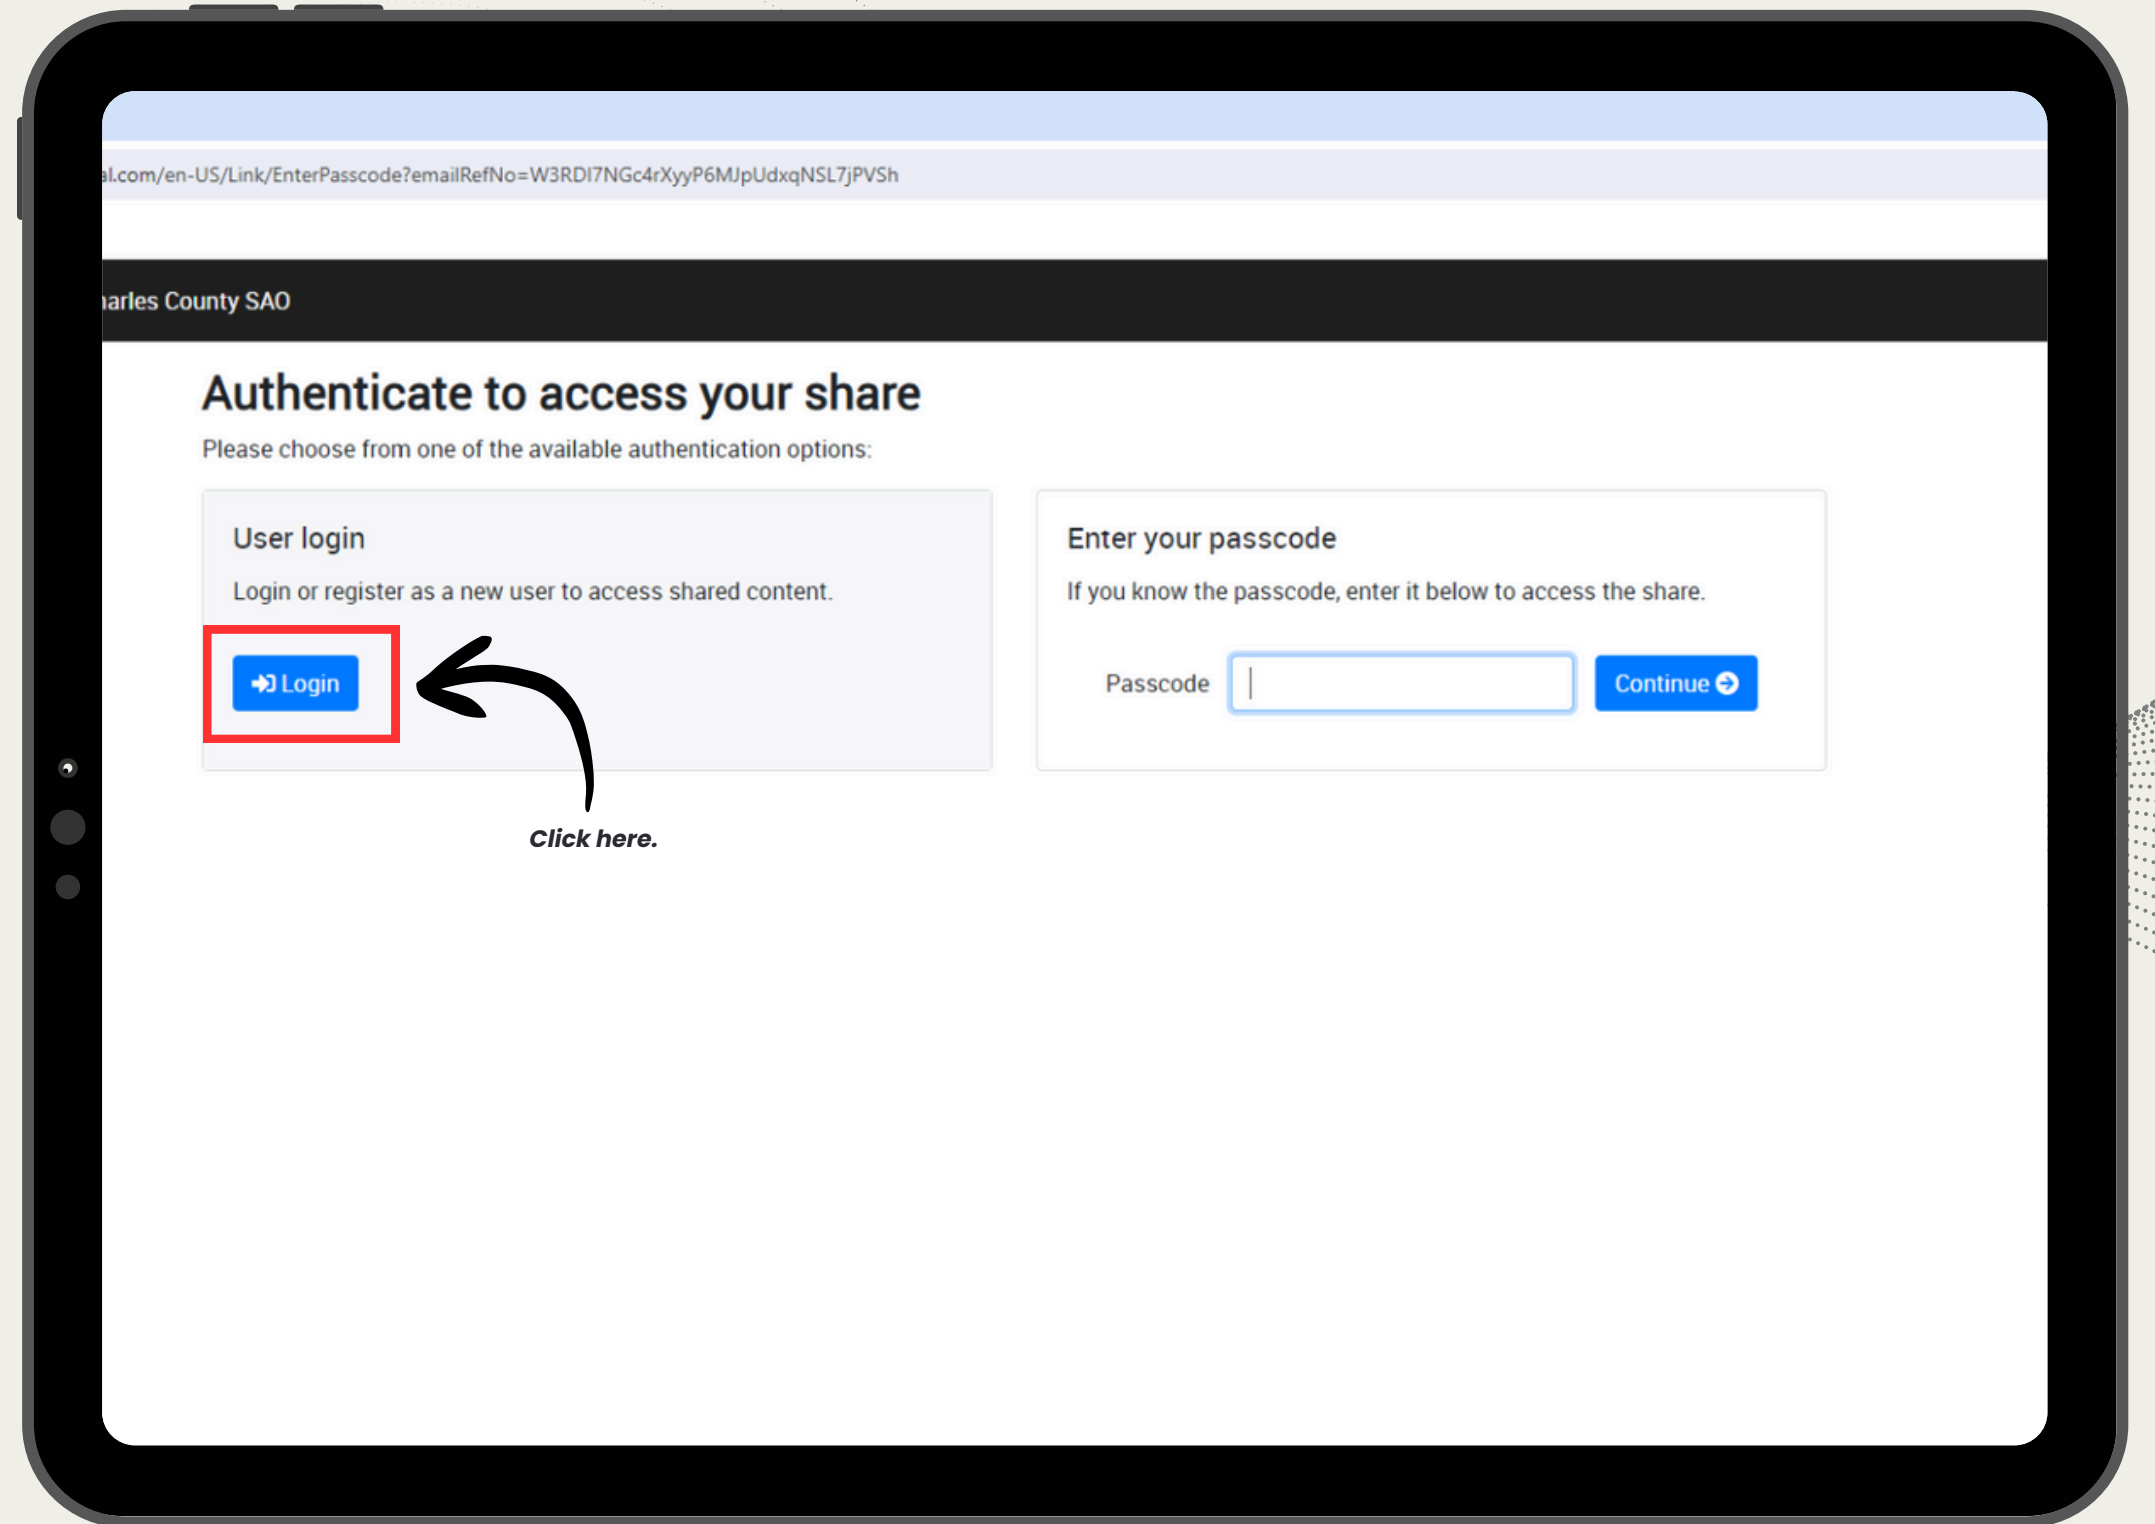 al.com/en-US/Link/EnterPasscode?emailRefNo=W3RDI7NGc4rXyyP6MJpUdxqNSL7jPVSh
arles County SAO
Authenticate to access your share
Please choose from one of the available authentication options:
User login
Login or register as a new user to access shared content.
Login
Enter your passcode
If you know the passcode, enter it below to access the share.
Passcode
Continue
Click here.